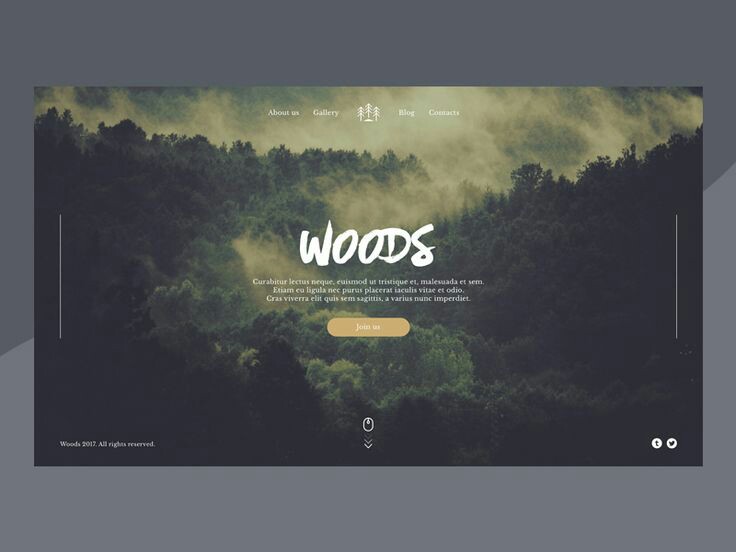 About us Gallery Blog Contacts
WOODS
Curabitur lectus neque, euismod ut tristique et, malesuada et sem.
Etiam eu ligula nec purus placerat iaculis vitae et odio.
Cras viverra elit quis sem sagittis, a varius nunc imperdiet.
Join us
Woods 2017. All rights reserved.